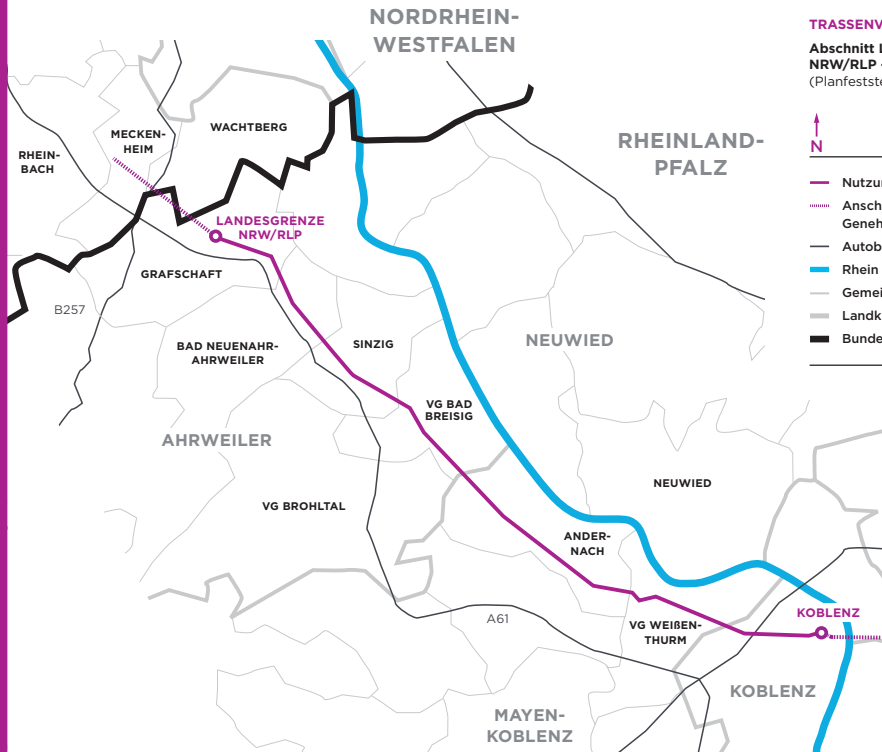 NORDRHEIN-
WESTFALEN
RHEINLAND-
PFALZ
MECKEN-
HEIM
WACHTBERG
RHEIN-
BACH
LANDESGRENZE
NRW/RLP
GRAFSCHAFT
B257
BAD NEUENAHR-
AHRWEILER
SINZIG
NEUWIED
VG BAD
BREISIG
AHRWEILER
VG BROHLTAL
NEUWIED
ANDER-
NACH
A61
VG WEIßEN-
THURM
KOBLENZ
KOBLENZ
MAYEN-
KOBLENZ
TRASSENV
Abschnitt
NRW/RLP -
(Planfestste
N
Nutzu
Ansch
Geneh
Autob
Rhein
Gemei
Landk
Bunde